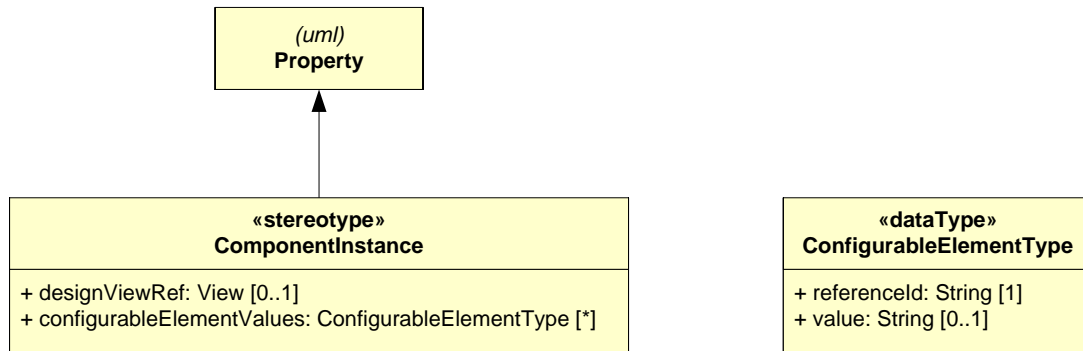 (uml)
Property
«stereotype»
ComponentInstance
+ designViewRef: View [0..1]
+ configurableElementValues: ConfigurableElementType [*]
«dataType»
ConfigurableElementType
+ referenceId: String [1]
+ value: String [0..1]